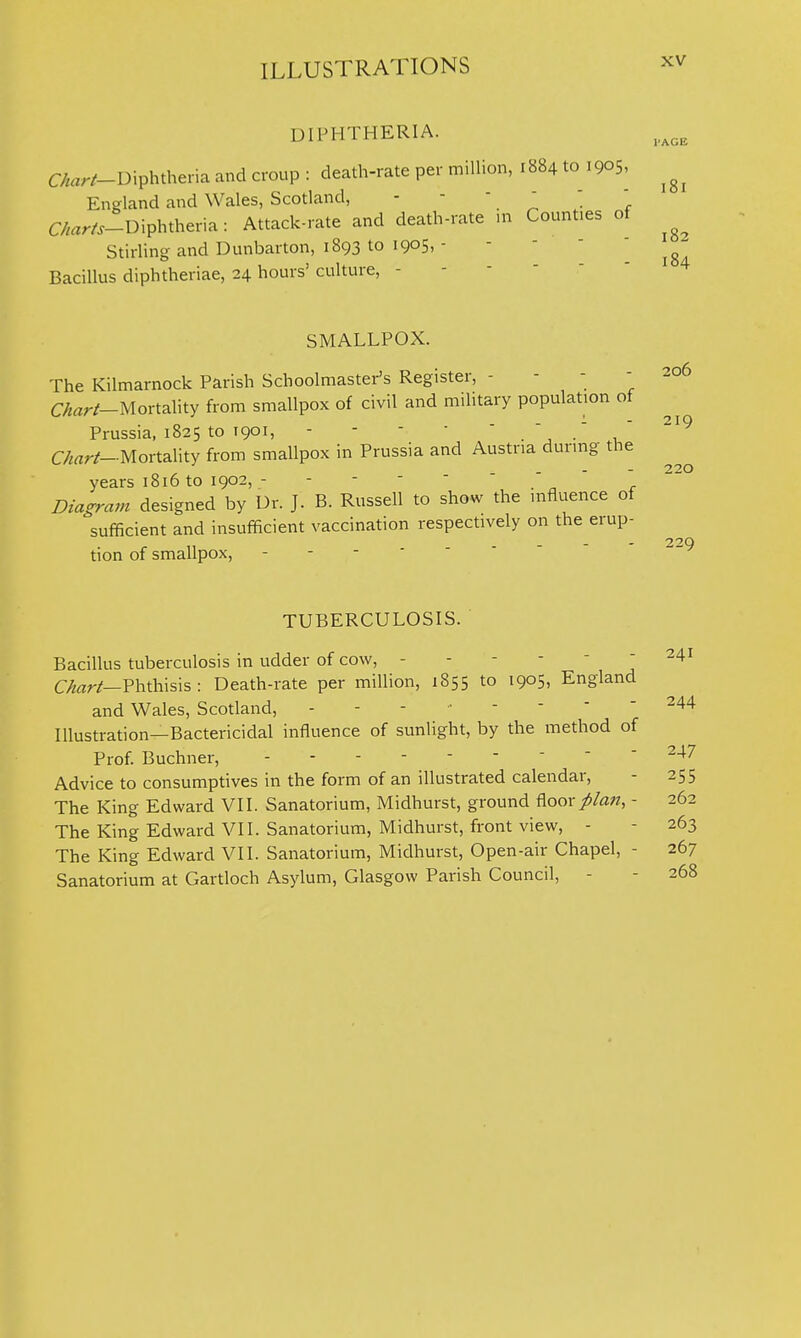 ILLUSTRATIONS xv
DIPHTHERIA.
PAGE
Chart—Diphtheria and croup : death-rate per million, 1884 to 1905,
England and Wales, Scotland, - - - - - - 181
Charts—Diphtheria : Attack-rate and death-rate in Counties of
Stirling and Dunbarton, 1893 to 1905, - - - - - 182
Bacillus diphtheriae, 24 hours' culture, - - - - - - 184
SMALLPOX.
The Kilmarnock Parish Schoolmaster's Register, - - - - 206
Chart—Mortality from smallpox of civil and military population of
Prussia, 1825 to 1901, - - - - - - - - 219
Chart—Mortality from smallpox in Prussia and Austria during the
years 1816 to 1902, - - - - - - - - - 220
Diagram designed by Dr. J. B. Russell to show the influence of
sufficient and insufficient vaccination respectively on the erup-
tion of smallpox, - - - - - - - - - 229
TUBERCULOSIS.
Bacillus tuberculosis in udder of cow, - - - - - - 241
Chart—Phthisis : Death-rate per million, 1855 to 1905, England
and Wales, Scotland, - - - - - - - - 244
Illustration—Bactericidal influence of sunlight, by the method of
Prof. Buchner, - - - - - - - - - 247
Advice to consumptives in the form of an illustrated calendar, - 255
The King Edward VII. Sanatorium, Midhurst, ground floor plan, - 262
The King Edward VII. Sanatorium, Midhurst, front view, - - 263
The King Edward VII. Sanatorium, Midhurst, Open-air Chapel, - 267
Sanatorium at Gartloch Asylum, Glasgow Parish Council, - - 268